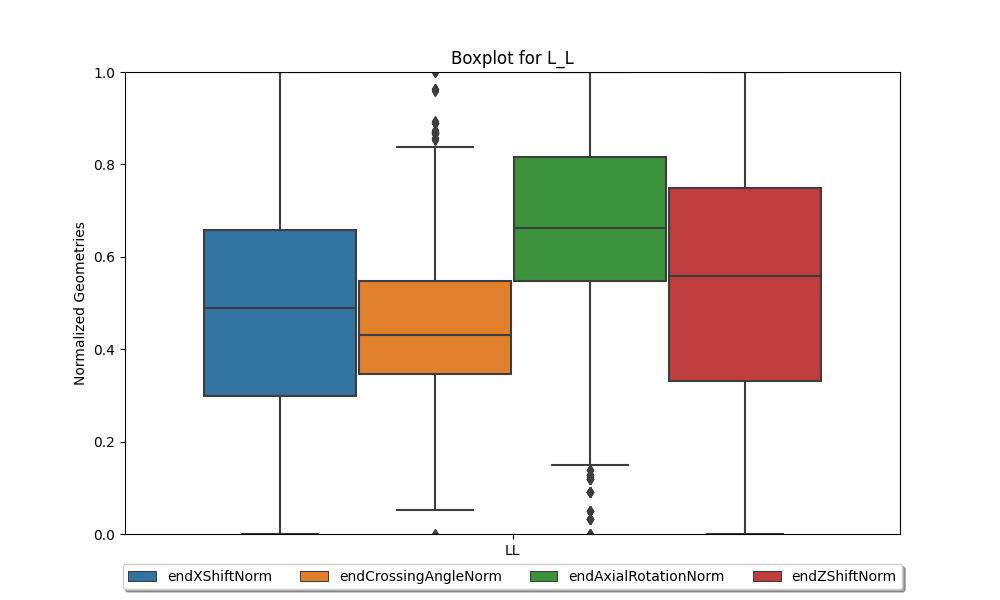 Boxplot for L_L
1.0
0.8
0.6
0.4
0.2
0.0
Normalized Geometries
LL
endXShiftNorm endCrossingAngleNorm endAxialRotationNorm endZShiftNorm